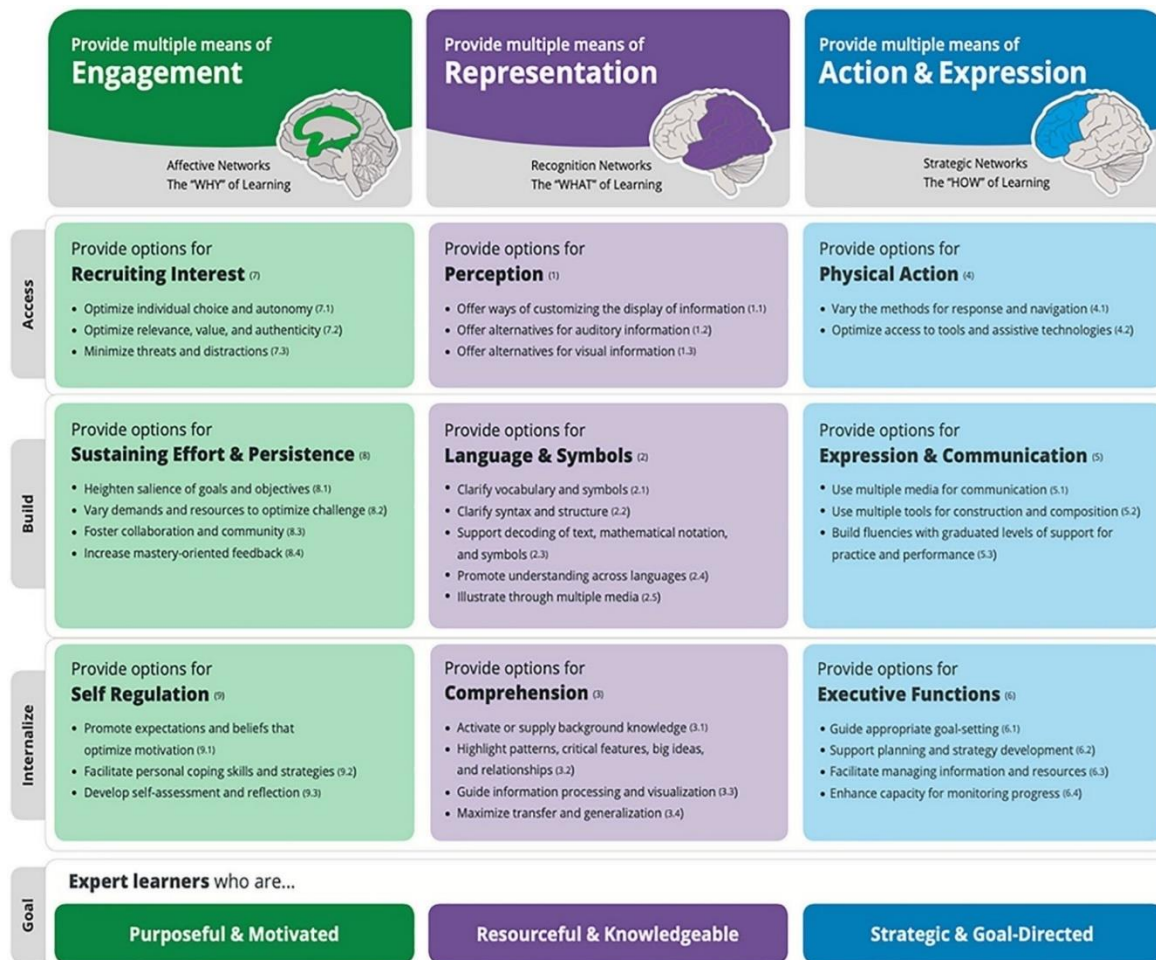 Provide multiple means of
Engagement
Affective Networks
The “WHY” of Learning
Provide multiple means of
Representation
Recognition Networks
The “WHAT” of Learning
Provide multiple means of
Action & Expression
Strategic Networks
The “HOW” of Learning
Access
Provide options for
Recruiting Interest (7)
• Optimize individual choice and autonomy (7.1)
• Optimize relevance, value, and authenticity (7.2)
• Minimize threats and distractions (7.3)
Provide options for
Perception (1)
• Offer ways of customizing the display of information (1.1)
• Offer alternatives for auditory information (1.2)
• Offer alternatives for visual information (1.3)
Provide options for
Physical Action (4)
• Vary the methods for response and navigation (4.1)
• Optimize access to tools and assistive technologies (4.2)
Build
Provide options for
Sustaining Effort & Persistence (8)
• Heighten salience of goals and objectives (8.1)
• Vary demands and resources to optimize challenge (8.2)
• Foster collaboration and community (8.3)
• Increase mastery-oriented feedback (8.4)
Provide options for
Language & Symbols (2)
• Clarify vocabulary and symbols (2.1)
• Clarify syntax and structure (2.2)
• Support decoding of text, mathematical notation,
and symbols (2.3)
• Promote understanding across languages (2.4)
• Illustrate through multiple media (2.5)
Provide options for
Expression & Communication (5)
• Use multiple media for communication (5.1)
• Use multiple tools for construction and composition (5.2)
• Build fluencies with graduated levels of support for
practice and performance (5.3)
Internalize
Provide options for
Self Regulation (9)
• Promote expectations and beliefs that
optimize motivation (9.1)
• Facilitate personal coping skills and strategies (9.2)
• Develop self-assessment and reflection (9.3)
Provide options for
Comprehension (3)
• Activate or supply background knowledge (3.1)
• Highlight patterns, critical features, big ideas,
and relationships (3.2)
• Guide information processing and visualization (3.3)
• Maximize transfer and generalization (3.4)
Provide options for
Executive Functions (6)
• Guide appropriate goal-setting (6.1)
• Support planning and strategy development (6.2)
• Facilitate managing information and resources (6.3)
• Enhance capacity for monitoring progress (6.4)
Goal
Expert learners who are...
Purposeful & Motivated
Resourceful & Knowledgeable
Strategic & Goal-Directed